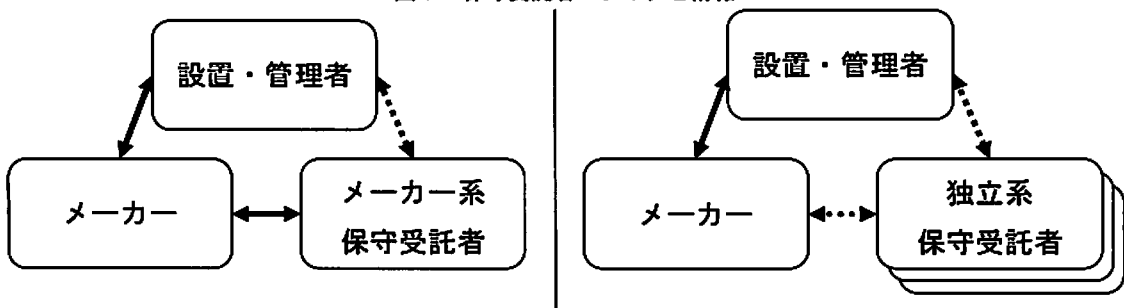 設置・管理者
メーカー
メーカー系
保守受託者
設置・管理者
メーカー
独立系
保守受託者